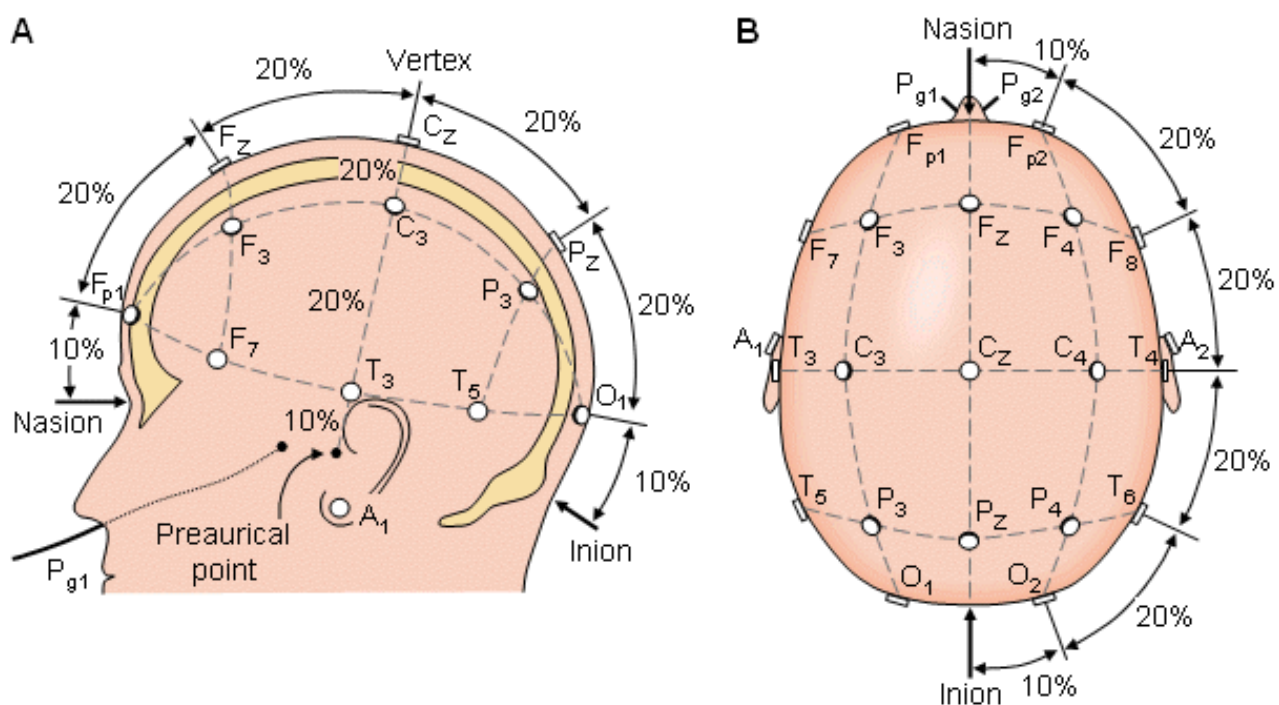 A
Vertex
20%
20%
FZ
CZ
20%
20%
PZ
F3
C3
20%
Fp1
P3
20%
10%
F7
T3
T5
O1
Nasion
10%
10%
A1
Preaurical
point
Inion
Pg1
B
Nasion
10%
Pg1
Pg2
20%
Fp1
Fp2
F7
F3
FZ
F4
F8
20%
A1
T3
C3
CZ
C4
T4
A2
20%
T5
P3
PZ
P4
T6
O1
O2
20%
Inion
10%